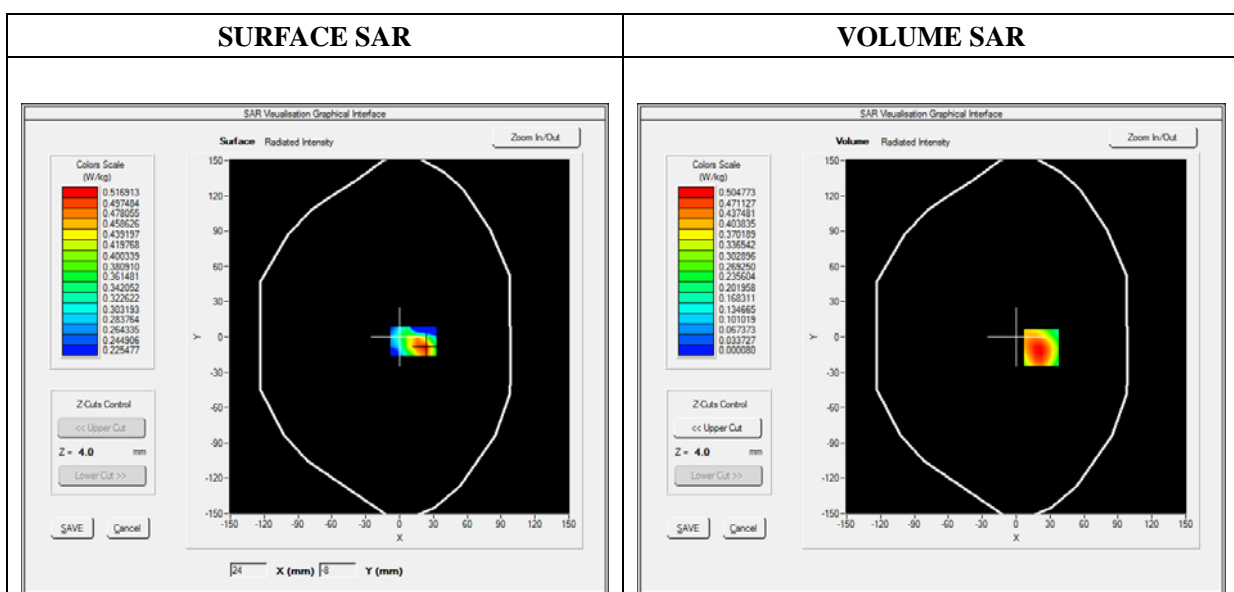 SURFACE SAR
VOLUME SAR
SAR Visualisation Graphical Interface
Surface Radiated Intensity
Zoom In/Out
Colors Scale
(W/kg)
0.516913
0.497484
0.478055
0.458626
0.439197
0.419768
0.400339
0.380910
0.361481
0.342052
0.322622
0.303193
0.283764
0.264335
0.244906
0.225477
Z-Cuts Control
<< Upper Cut
Z = 4.0 mm
Lower Cut >>
SAVE Cancel
150
120
90
60
30
0
-30
-60
-90
-120
-150
Y
-150 -120 -90 -60 -30 0 30 60 90 120 150
X
24 X (mm) -8 Y (mm)
SAR Visualisation Graphical Interface
Volume Radiated Intensity
Zoom In/Out
Colors Scale
(W/kg)
0.504773
0.471127
0.437481
0.403835
0.370189
0.336542
0.302896
0.269250
0.235604
0.201958
0.168311
0.134665
0.101019
0.067373
0.033727
0.000080
Z-Cuts Control
<< Upper Cut
Z = 4.0 mm
Lower Cut >>
SAVE Cancel
150
120
90
60
30
0
-30
-60
-90
-120
-150
Y
-150 -120 -90 -60 -30 0 30 60 90 120 150
X